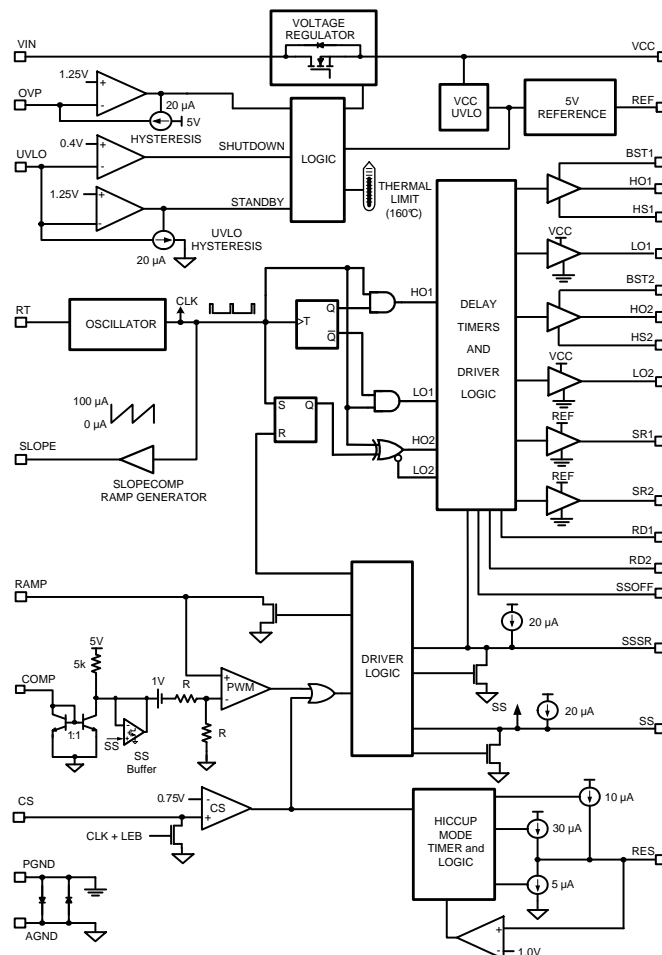 VOLTAGE
REGULATOR
VIN
VCC
1.25V
OVP
20 µA
5V
HYSTERESIS
VCC
UVLO
5V
REFERENCE
REF
0.4V
UVLO
SHUTDOWN
LOGIC
THERMAL
LIMIT
(160°C)
1.25V
STANDBY
UVLO
HYSTERESIS
20 µA
BST1
HO1
HS1
VCC
LO1
BST2
HO2
HS2
VCC
LO2
REF
SR1
REF
SR2
RD1
RD2
SSOFF
RT
OSCILLATOR
CLK
>T
Q
Q
HO1
LO1
HO2
LO2
DELAY
TIMERS
AND
DRIVER
LOGIC
S
Q
R
100 µA
0 µA
SLOPE
SLOPECOMP
RAMP GENERATOR
RAMP
5V
5k
COMP
1:1
SS
SS
Buffer
1V
R
R
+
-
PWM
DRIVER
LOGIC
20 µA
SSSR
SS
20 µA
SS
CS
0.75V
-
+
CS
CLK + LEB
HICCUP
MODE
TIMER and
LOGIC
10 µA
30 µA
RES
5 µA
+
-
1.0V
PGND
AGND